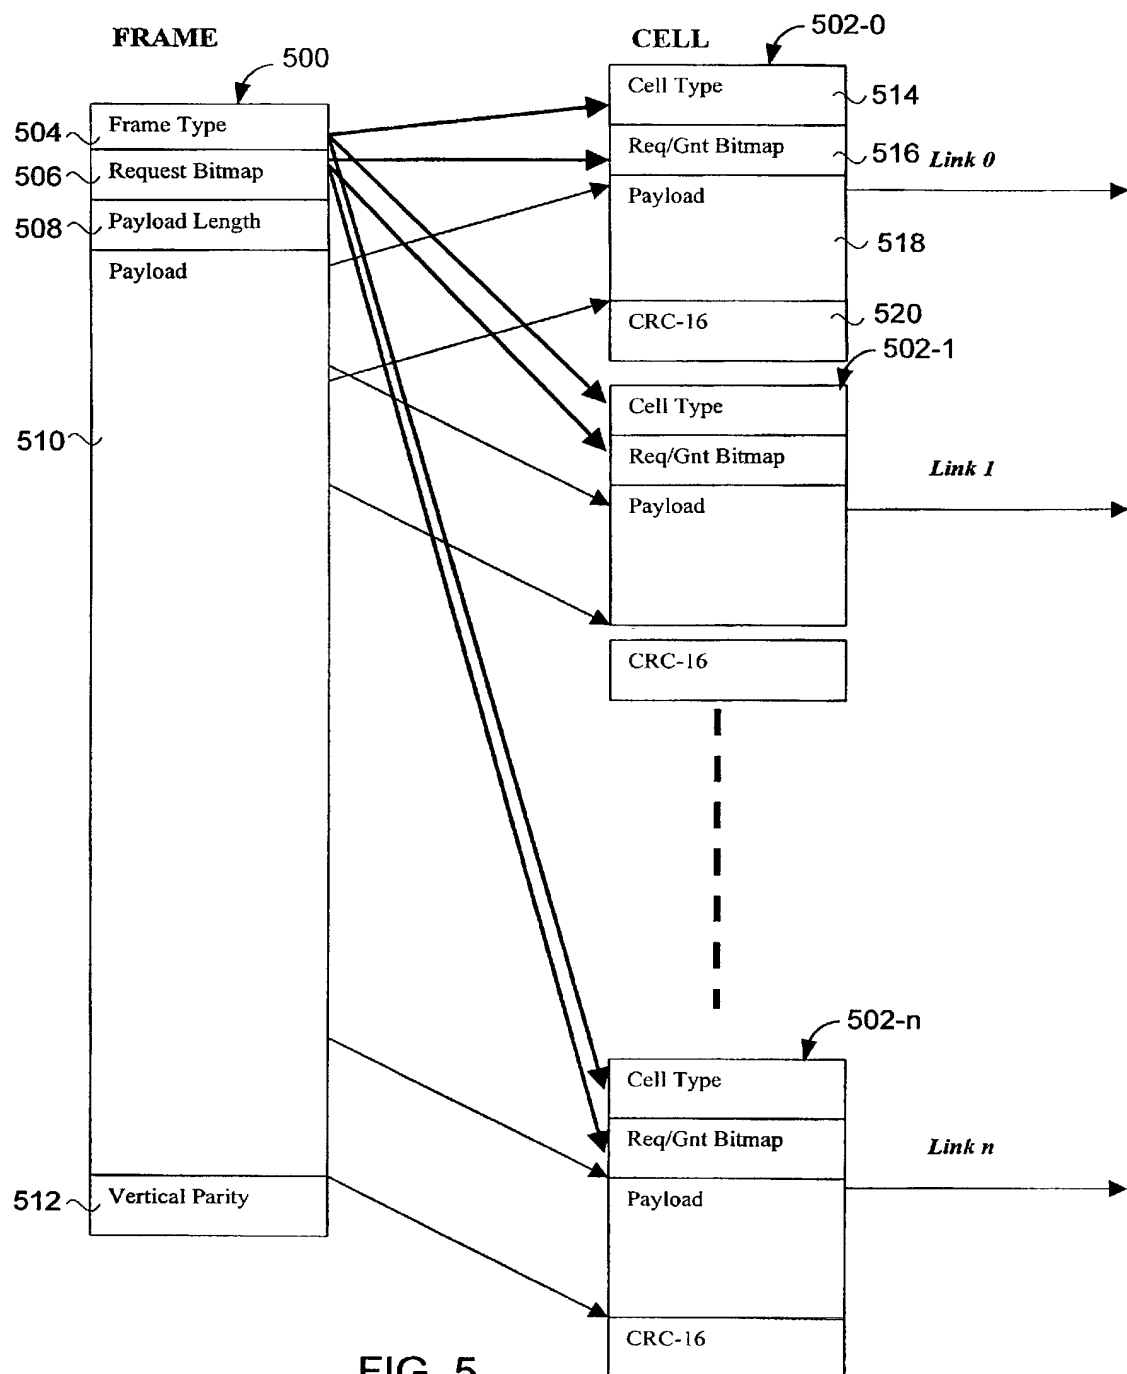 FRAME
500
504
Frame Type
506
Request Bitmap
508
Payload Length
Payload
510
512
Vertical Parity
CELL
502-0
Cell Type
514
Req/Gnt Bitmap
516
Link 0
Payload
518
CRC-16
520
502-1
Cell Type
Req/Gnt Bitmap
Link 1
Payload
CRC-16
502-n
Cell Type
Req/Gnt Bitmap
Link n
Payload
CRC-16
FIG. 5